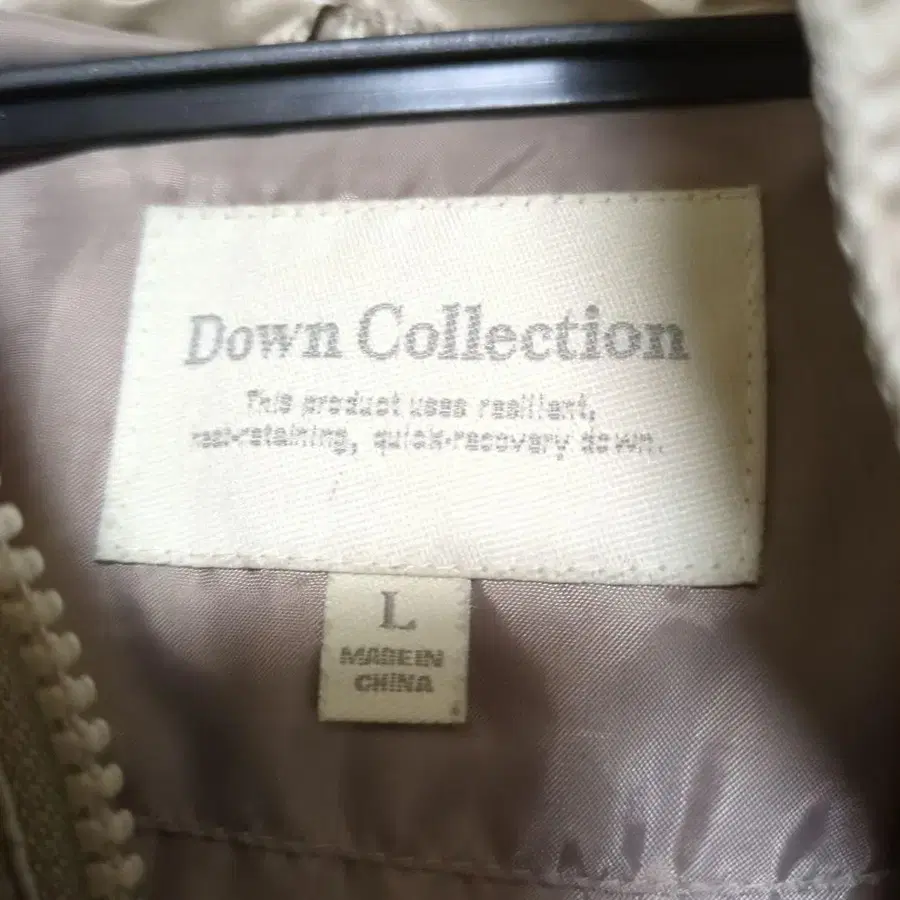 Down Collection
This product uses resilient,
heat-retaining, quick-recovery down.
L
MADE IN
CHINA